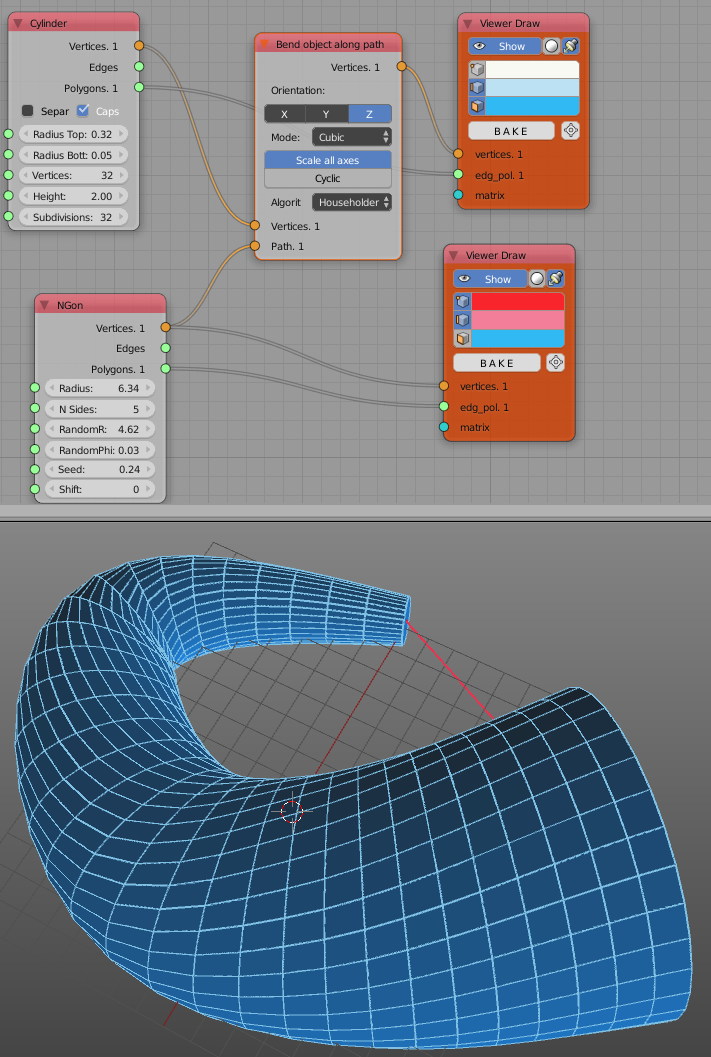 Cylinder
Vertices. 1
Edges
Polygons. 1
Separ
Caps
Radius Top: 0.32
Radius Bott: 0.05
Vertices: 32
Height: 2.00
Subdivisions: 32
Bend object along path
Vertices. 1
Orientation:
X Y Z
Mode: Cubic
Scale all axes
Cyclic
Algorit Householder
Vertices. 1
Path. 1
Viewer Draw
Show
BAKE
vertices. 1
edg_pol. 1
matrix
NGon
Vertices. 1
Edges
Polygons. 1
Radius: 6.34
N Sides: 5
RandomR: 4.62
RandomPhi: 0.03
Seed: 0.24
Shift: 0
Viewer Draw
Show
BAKE
vertices. 1
edg_pol. 1
matrix